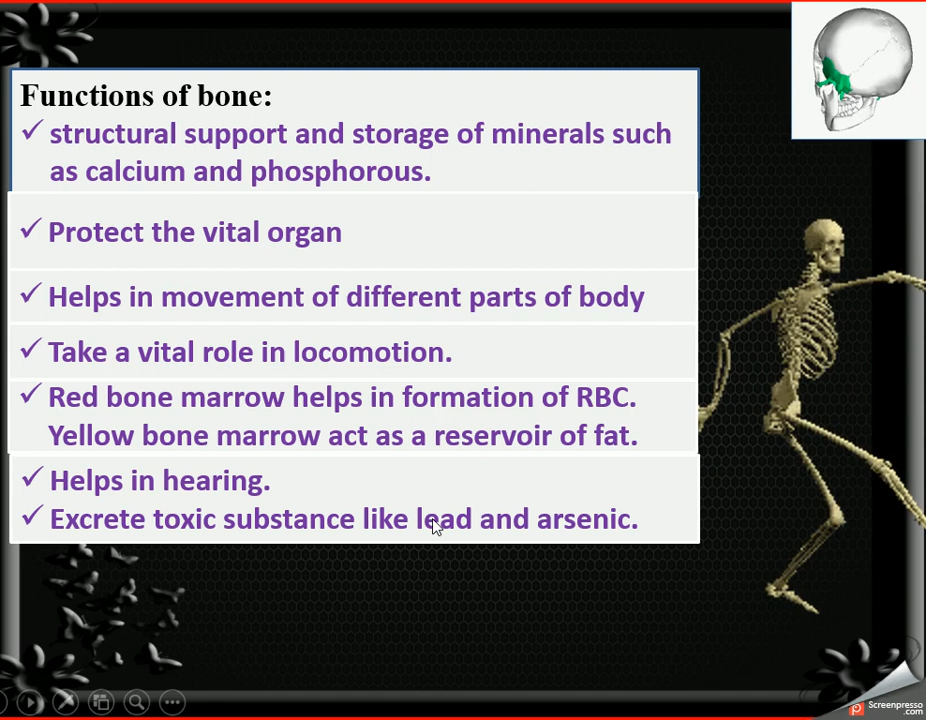 Functions of bone:
✓ structural support and storage of minerals such
as calcium and phosphorous.
✓ Protect the vital organ
✓ Helps in movement of different parts of body
✓ Take a vital role in locomotion.
✓ Red bone marrow helps in formation of RBC.
Yellow bone marrow act as a reservoir of fat.
✓ Helps in hearing.
✓ Excrete toxic substance like lead and arsenic.
Screenpresso
.com